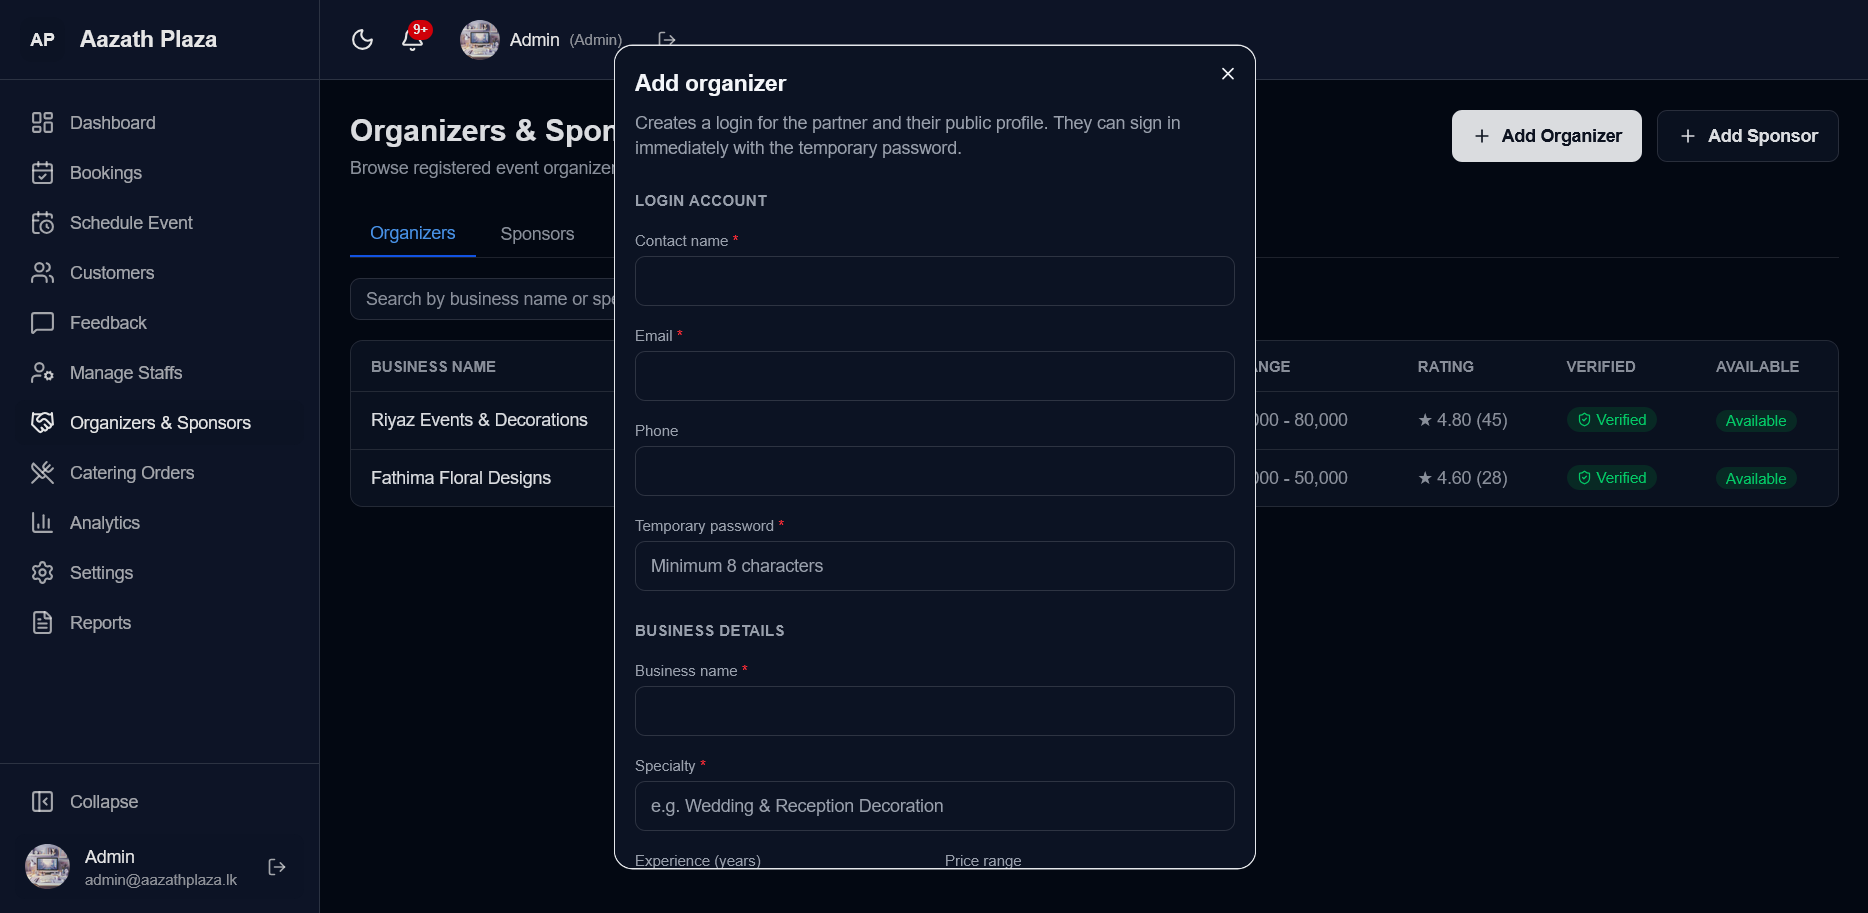 AP Aazath Plaza
Dashboard
Bookings
Schedule Event
Customers
Feedback
Manage Staffs
Organizers & Sponsors
Catering Orders
Analytics
Settings
Reports
Collapse
Admin
admin@aazathplaza.lk
9+ Admin (Admin)
Organizers & Spon
Browse registered event organizer
+ Add Organizer + Add Sponsor
Organizers Sponsors
Search by business name or spe
BUSINESS NAME ANGE RATING VERIFIED AVAILABLE
Riyaz Events & Decorations 000 - 80,000 ★ 4.80 (45) Verified Available
Fathima Floral Designs 000 - 50,000 ★ 4.60 (28) Verified Available
Add organizer
Creates a login for the partner and their public profile. They can sign in
immediately with the temporary password.
LOGIN ACCOUNT
Contact name *
Email *
Phone
Temporary password *
Minimum 8 characters
BUSINESS DETAILS
Business name *
Specialty *
e.g. Wedding & Reception Decoration
Experience (years) Price range